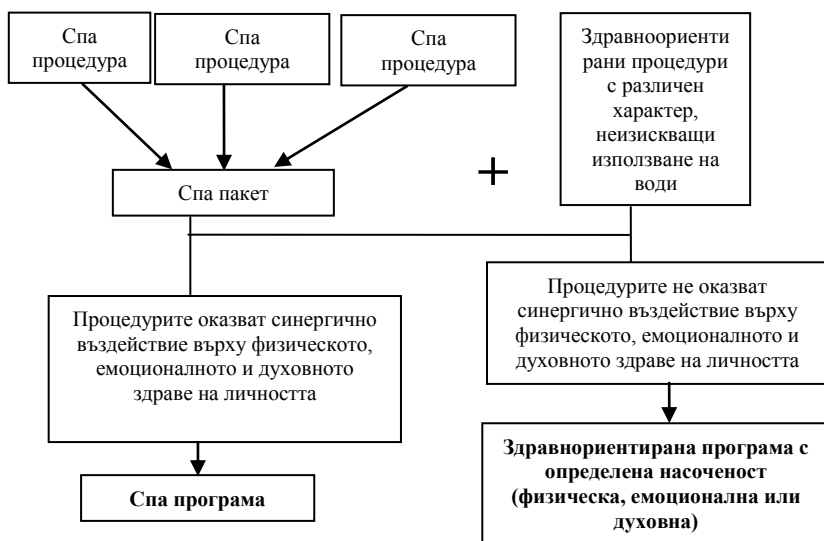 Спа
процедура
Спа
процедура
Спа
процедура
Здравноориенти
рани процедури
с различен
характер,
неизискващи
използване на
води
Спа пакет
+
Процедурите оказват синергично
въздействие върху физическото,
емоционалното и духовното
здраве на личността
Процедурите не оказват
синергично въздействие върху
физическото, емоционалното и
духовното здраве на личността
Спа програма
Здравнориентирана програма с
определена насоченост
(физическа, емоционална или
духовна)